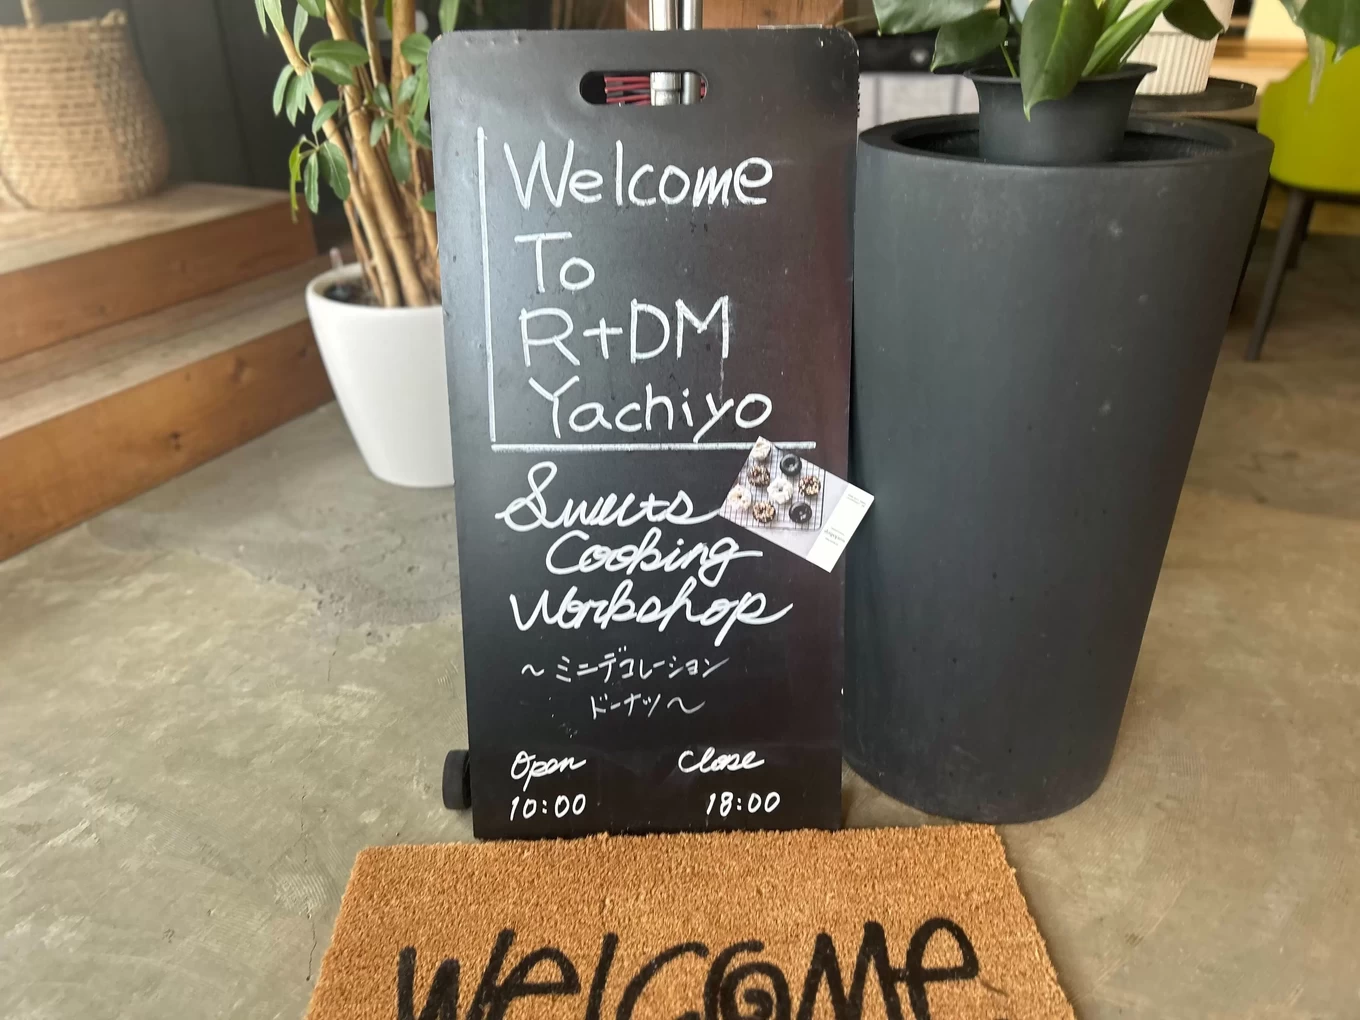 Welcome
To
R+DM
Yachiyo
Sweets
Cooking
Workshop
～ミニデコレーション
ドーナツ～
Open Close
10:00 18:00
WelCOMe